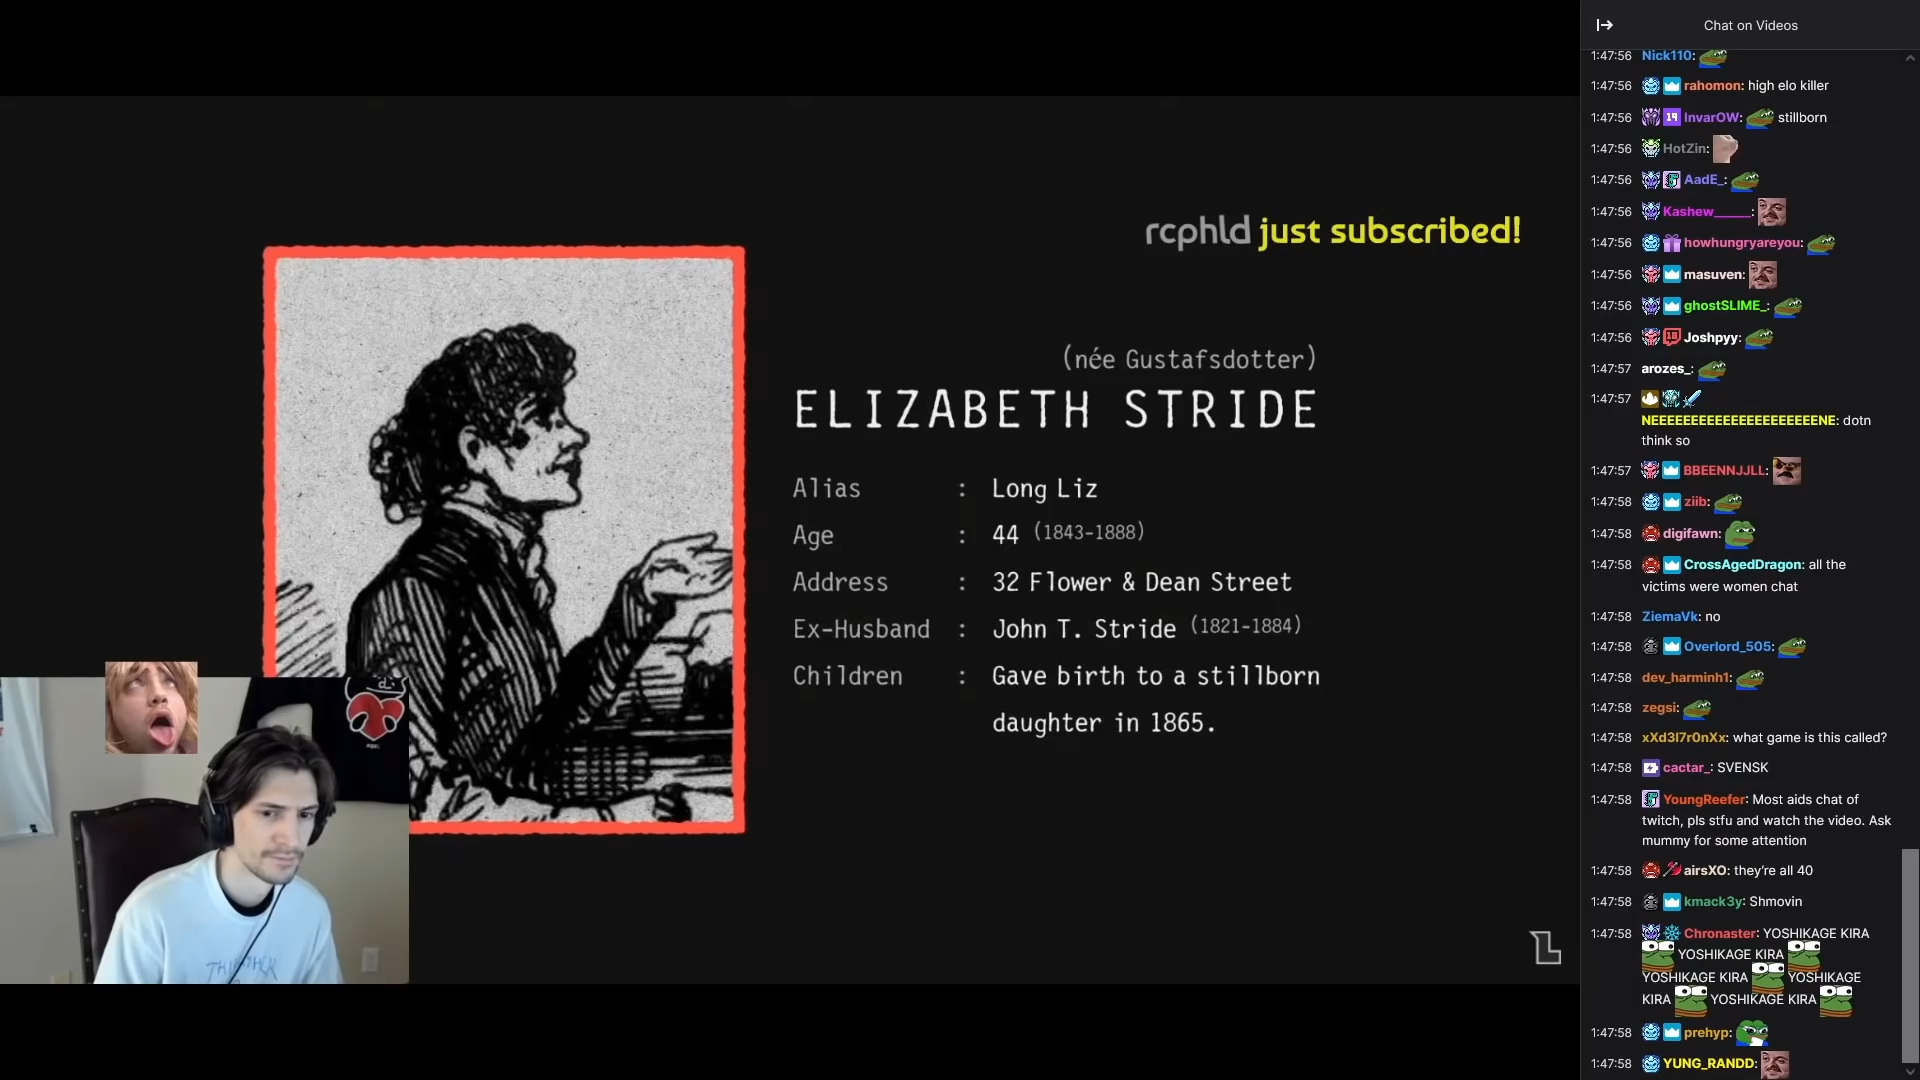 rcphld just subscribed!
(née Gustafsdotter)
ELIZABETH STRIDE
Alias : Long Liz
Age : 44 (1843-1888)
Address : 32 Flower & Dean Street
Ex-Husband : John T. Stride (1821-1884)
Children : Gave birth to a stillborn
daughter in 1865.
Chat on Videos
1:47:56 Nick110:
1:47:56 rahomon: high elo killer
1:47:56 InvarOW: stillborn
1:47:56 HotZin:
1:47:56 AadE_:
1:47:56 Kashew______:
1:47:56 howhungryareyou:
1:47:56 masuven:
1:47:56 ghostSLIME_:
1:47:56 Joshpyy:
1:47:57 arozes_:
1:47:57
NEEEEEEEEEEEEEEEEEEEEENE: dotn
think so
1:47:57 BBEENNJJLL:
1:47:58 ziib:
1:47:58 digifawn:
1:47:58 CrossAgedDragon: all the
victims were women chat
1:47:58 ZiemaVk: no
1:47:58 Overlord_505:
1:47:58 dev_harminh1:
1:47:58 zegsi:
1:47:58 xXd3l7r0nXx: what game is this called?
1:47:58 cactar_: SVENSK
1:47:58 YoungReefer: Most aids chat of
twitch, pls stfu and watch the video. Ask
mummy for some attention
1:47:58 airsXO: they're all 40
1:47:58 kmack3y: Shmovin
1:47:58 Chronaster: YOSHIKAGE KIRA
YOSHIKAGE KIRA
YOSHIKAGE KIRA YOSHIKAGE
KIRA YOSHIKAGE KIRA
1:47:58 prehyp:
1:47:58 YUNG_RANDD: